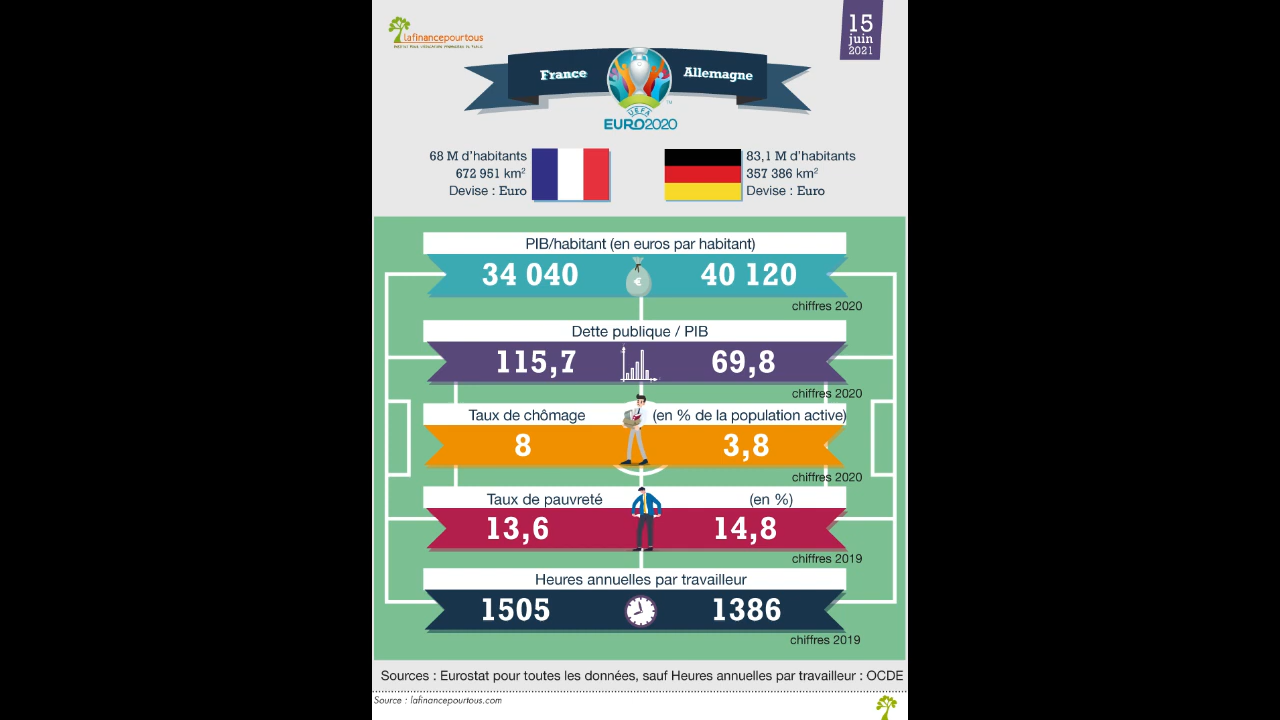 lafinancepourtous
15
juin
2021
France
Allemagne
UEFA
EURO2020
TM
68 M d'habitants
672 951 km²
Devise : Euro
83,1 M d'habitants
357 386 km²
Devise : Euro
PIB/habitant (en euros par habitant)
34 040 € 40 120
chiffres 2020
Dette publique / PIB
115,7 69,8
chiffres 2020
Taux de chômage (en % de la population active)
8 3,8
chiffres 2020
Taux de pauvreté (en %)
13,6 14,8
chiffres 2019
Heures annuelles par travailleur
1505 1386
chiffres 2019
Sources : Eurostat pour toutes les données, sauf Heures annuelles par travailleur : OCDE
Source : lafinancepourtous.com